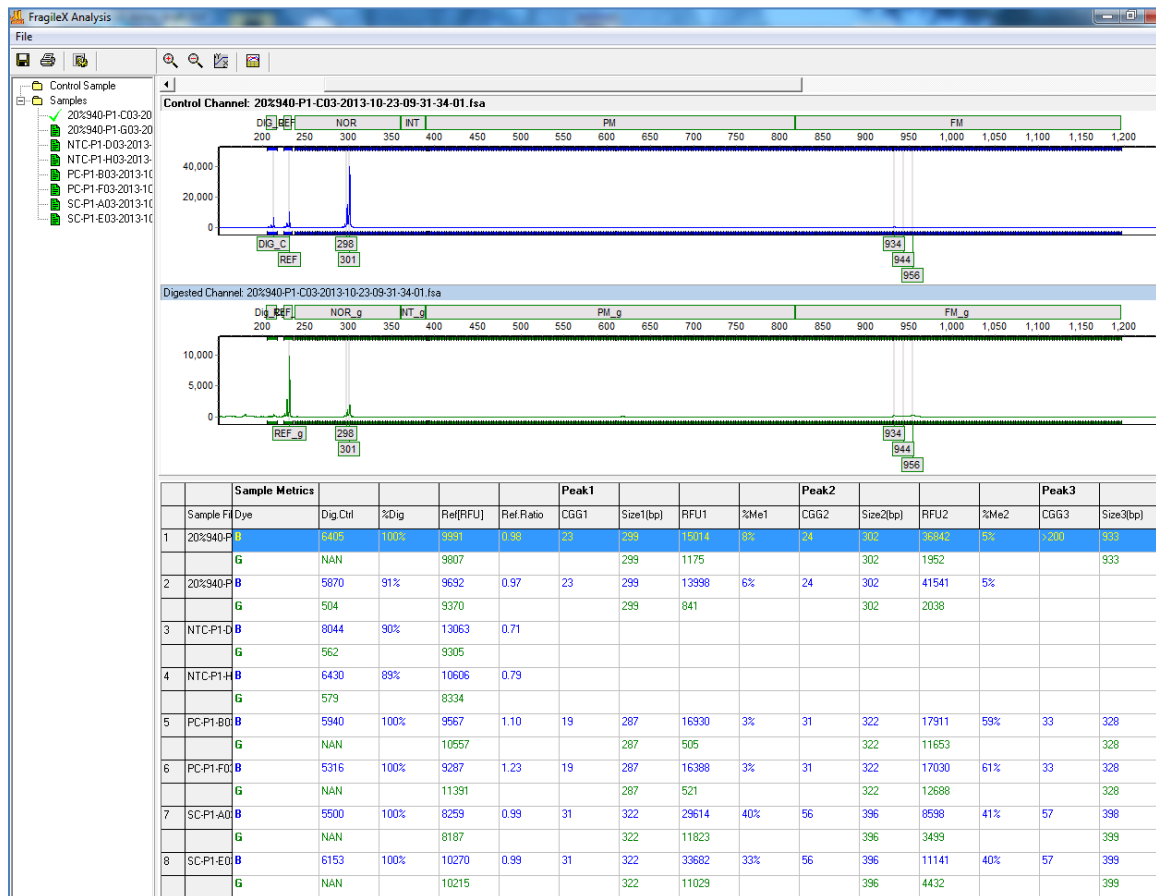 FragileX Analysis
File
Control Sample
Samples
20%940-P1-C03-20
20%940-P1-G03-20
NTC-P1-D03-2013-
NTC-P1-H03-2013-
PC-P1-B03-2013-10
PC-P1-F03-2013-10
SC-P1-A03-2013-10
SC-P1-E03-2013-10
Control Channel: 20%940-P1-C03-2013-10-23-09-31-34-01.fsa
NOR INT PM FM
200 250 300 350 400 450 500 550 600 650 700 750 800 850 900 950 1,000 1,050 1,100 1,150 1,200
40,000
20,000
0
DIG_C 298 934
REF 301 944
956
Digested Channel: 20%940-P1-C03-2013-10-23-09-31-34-01.fsa
NOR_g INT_g PM_g FM_g
200 250 300 350 400 450 500 550 600 650 700 750 800 850 900 950 1,000 1,050 1,100 1,150 1,200
10,000
5,000
0
REF_g 298 934
301 944
956
Sample Metrics Peak1 Peak2 Peak3
Sample Fi Dye Dig.Ctrl %Dig Ref[RFU] Ref.Ratio CGG1 Size1(bp) RFU1 %Me1 CGG2 Size2(bp) RFU2 %Me2 CGG3 Size3(bp)
1 20%940-P B 6405 100% 9991 0.98 23 299 15014 8% 24 302 36842 5% >200 933
G NAN 9807 299 1175 302 1952 933
2 20%940-P B 5870 91% 9692 0.97 23 299 13998 6% 24 302 41541 5%
G 504 9370 299 841 302 2038
3 NTC-P1-D B 8044 90% 13063 0.71
G 562 9305
4 NTC-P1-H B 6430 89% 10606 0.79
G 579 8334
5 PC-P1-B0 B 5940 100% 9567 1.10 19 287 16930 3% 31 322 17911 59% 33 328
G NAN 10557 287 505 322 11653 328
6 PC-P1-F0 B 5316 100% 9287 1.23 19 287 16388 3% 31 322 17030 61% 33 328
G NAN 11391 287 521 322 12688 328
7 SC-P1-A0 B 5500 100% 8259 0.99 31 322 29614 40% 56 396 8598 41% 57 398
G NAN 8187 322 11823 396 3499 399
8 SC-P1-E0 B 6153 100% 10270 0.99 31 322 33682 33% 56 396 11141 40% 57 399
G NAN 10215 322 11029 396 4432 399